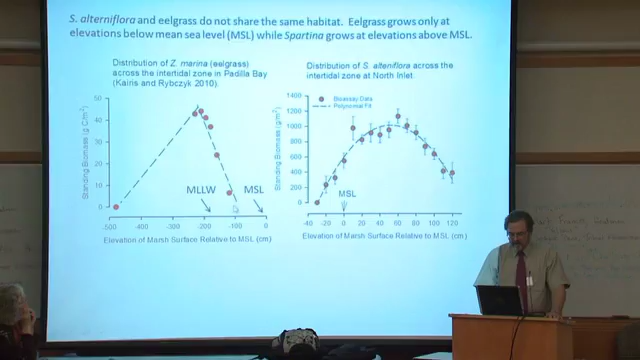 S. alterniflora and eelgrass do not share the same habitat. Eelgrass grows only at
elevations below mean sea level (MSL) while Spartina grows at elevations above MSL.
Distribution of Z. marina (eelgrass)
across the intertidal zone in Padilla Bay
(Kairis and Rybczyk 2010).
Standing Biomass (g C/m²)
50
40
30
20
10
0
MLLW
MSL
-500
-400
-300
-200
-100
0
Elevation of Marsh Surface Relative to MSL (cm)
Distribution of S. alteniflora across the
intertidal zone at North Inlet.
Standing Biomass (g/m²)
1400
1200
1000
800
600
400
200
0
Bioassay Data
Polynomial Fit
MSL
-40
-20
0
20
40
60
80
100
120
Elevation of Marsh Surface Relative to MSL (cm)